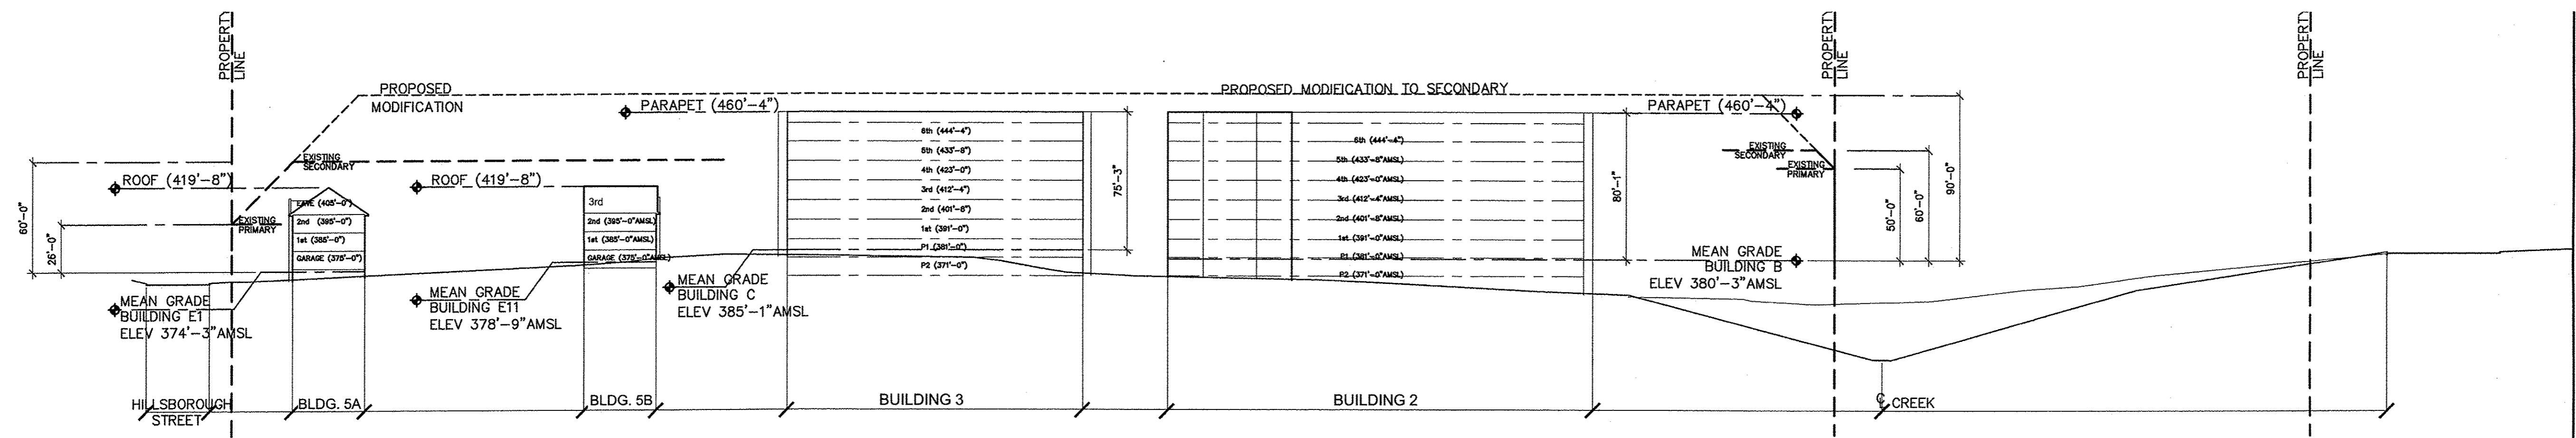 PROPERTY
LINE
PROPERTY
LINE
PROPERTY
LINE
PROPOSED
MODIFICATION
PROPOSED MODIFICATION TO SECONDARY
PARAPET (460'-4")
PARAPET (460'-4")
EXISTING
SECONDARY
ROOF (419'-8")
ROOF (419'-8")
EXISTING
PRIMARY
60'-0"
26'-0"
EAVE (405'-0")
2nd (395'-0")
1st (385'-0")
GARAGE (375'-0")
3rd
2nd (395'-0"AMSL)
1st (385'-0"AMSL)
GARAGE (375'-0"AMSL)
6th (444'-4")
5th (433'-8")
4th (423'-0")
3rd (412'-4")
2nd (401'-8")
1st (391'-0")
P1 (381'-0")
P2 (371'-0")
75'-3"
6th (444'-4")
5th (433'-8"AMSL)
4th (423'-0"AMSL)
3rd (412'-4"AMSL)
2nd (401'-8"AMSL)
1st (391'-0"AMSL)
P1 (381'-0"AMSL)
P2 (371'-0"AMSL)
80'-1"
EXISTING
SECONDARY
EXISTING
PRIMARY
50'-0"
60'-0"
90'-0"
MEAN GRADE
BUILDING E1
ELEV 374'-3"AMSL
MEAN GRADE
BUILDING E11
ELEV 378'-9"AMSL
MEAN GRADE
BUILDING C
ELEV 385'-1"AMSL
MEAN GRADE
BUILDING B
ELEV 380'-3"AMSL
HILLSBOROUGH
STREET
BLDG. 5A
BLDG. 5B
BUILDING 3
BUILDING 2
℄ CREEK